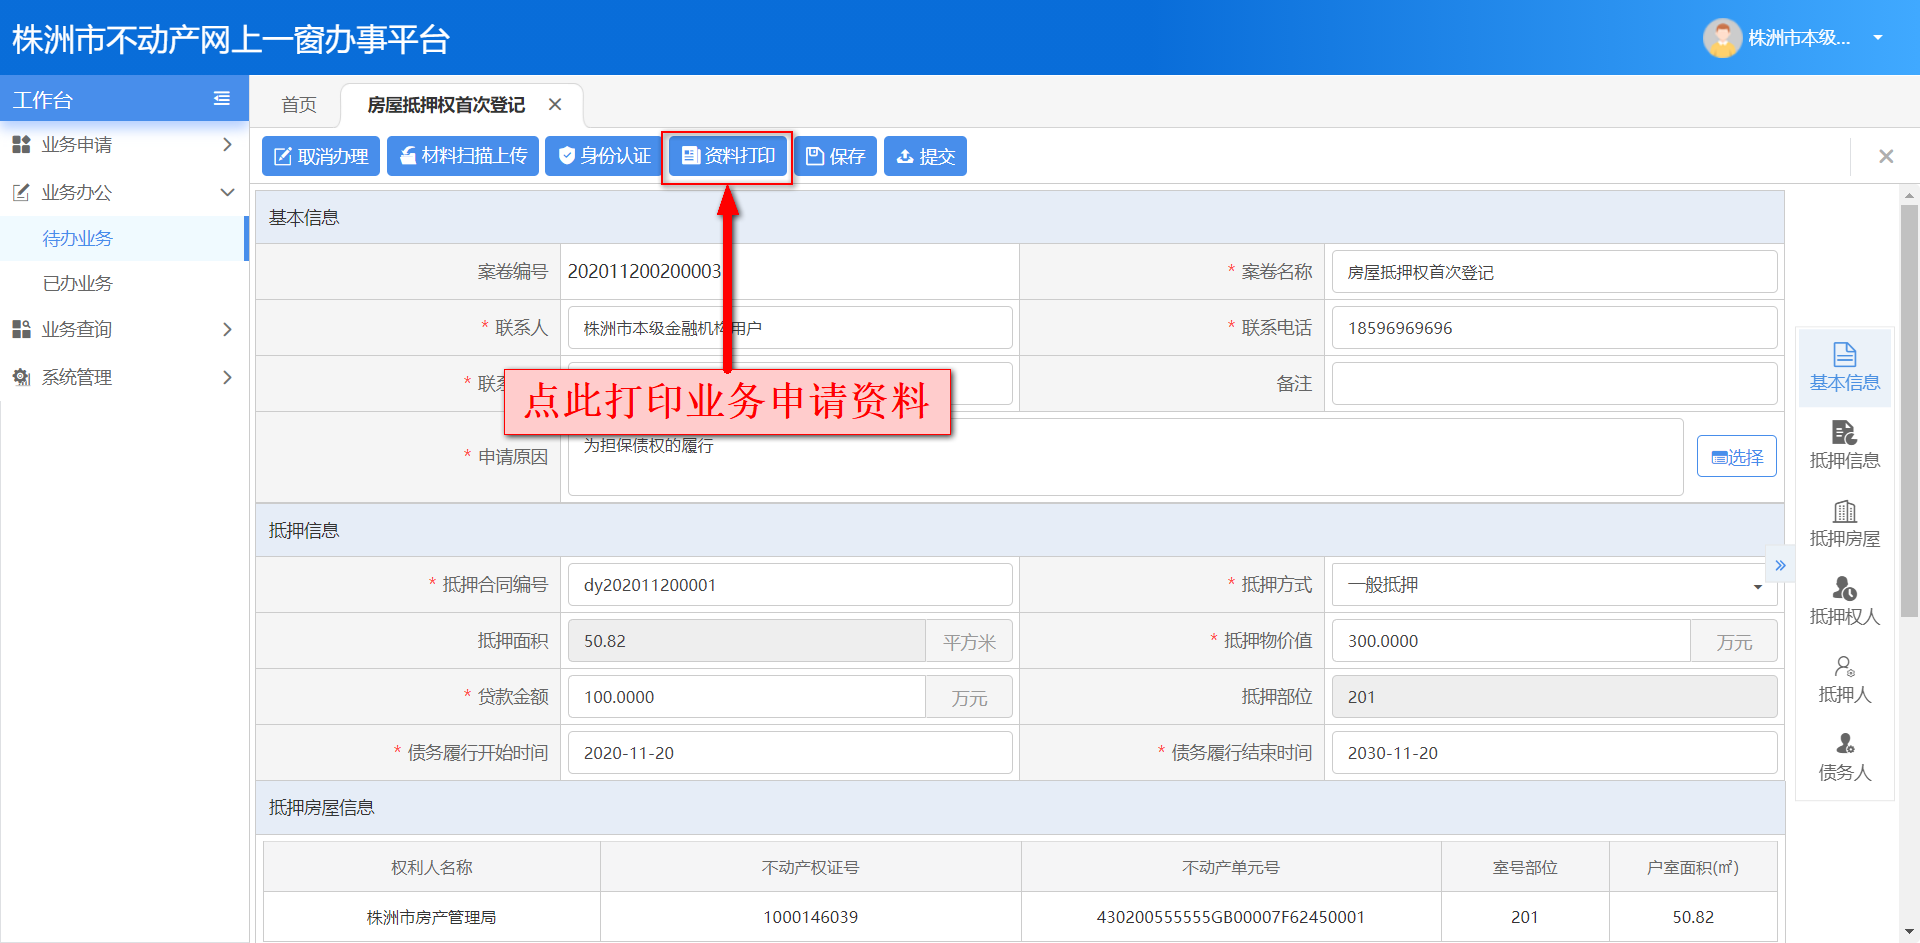 株洲市不动产网上一窗办事平台
株洲市本级...
工作台
业务申请
业务办公
待办业务
已办业务
业务查询
系统管理
首页
房屋抵押权首次登记
取消办理
材料扫描上传
身份认证
资料打印
保存
提交
基本信息
案卷编号 202011200200003
* 案卷名称 房屋抵押权首次登记
* 联系人 株洲市本级金融机构用户
* 联系电话 18596969696
* 联系
备注
点此打印业务申请资料
* 申请原因 为担保债权的履行
选择
抵押信息
* 抵押合同编号 dy202011200001
* 抵押方式 一般抵押
抵押面积 50.82 平方米
* 抵押物价值 300.0000 万元
* 贷款金额 100.0000 万元
抵押部位 201
* 债务履行开始时间 2020-11-20
* 债务履行结束时间 2030-11-20
抵押房屋信息
权利人名称 不动产权证号 不动产单元号 室号部位 户室面积(㎡)
株洲市房产管理局 1000146039 430200555555GB00007F62450001 201 50.82
基本信息
抵押信息
抵押房屋
抵押权人
抵押人
债务人